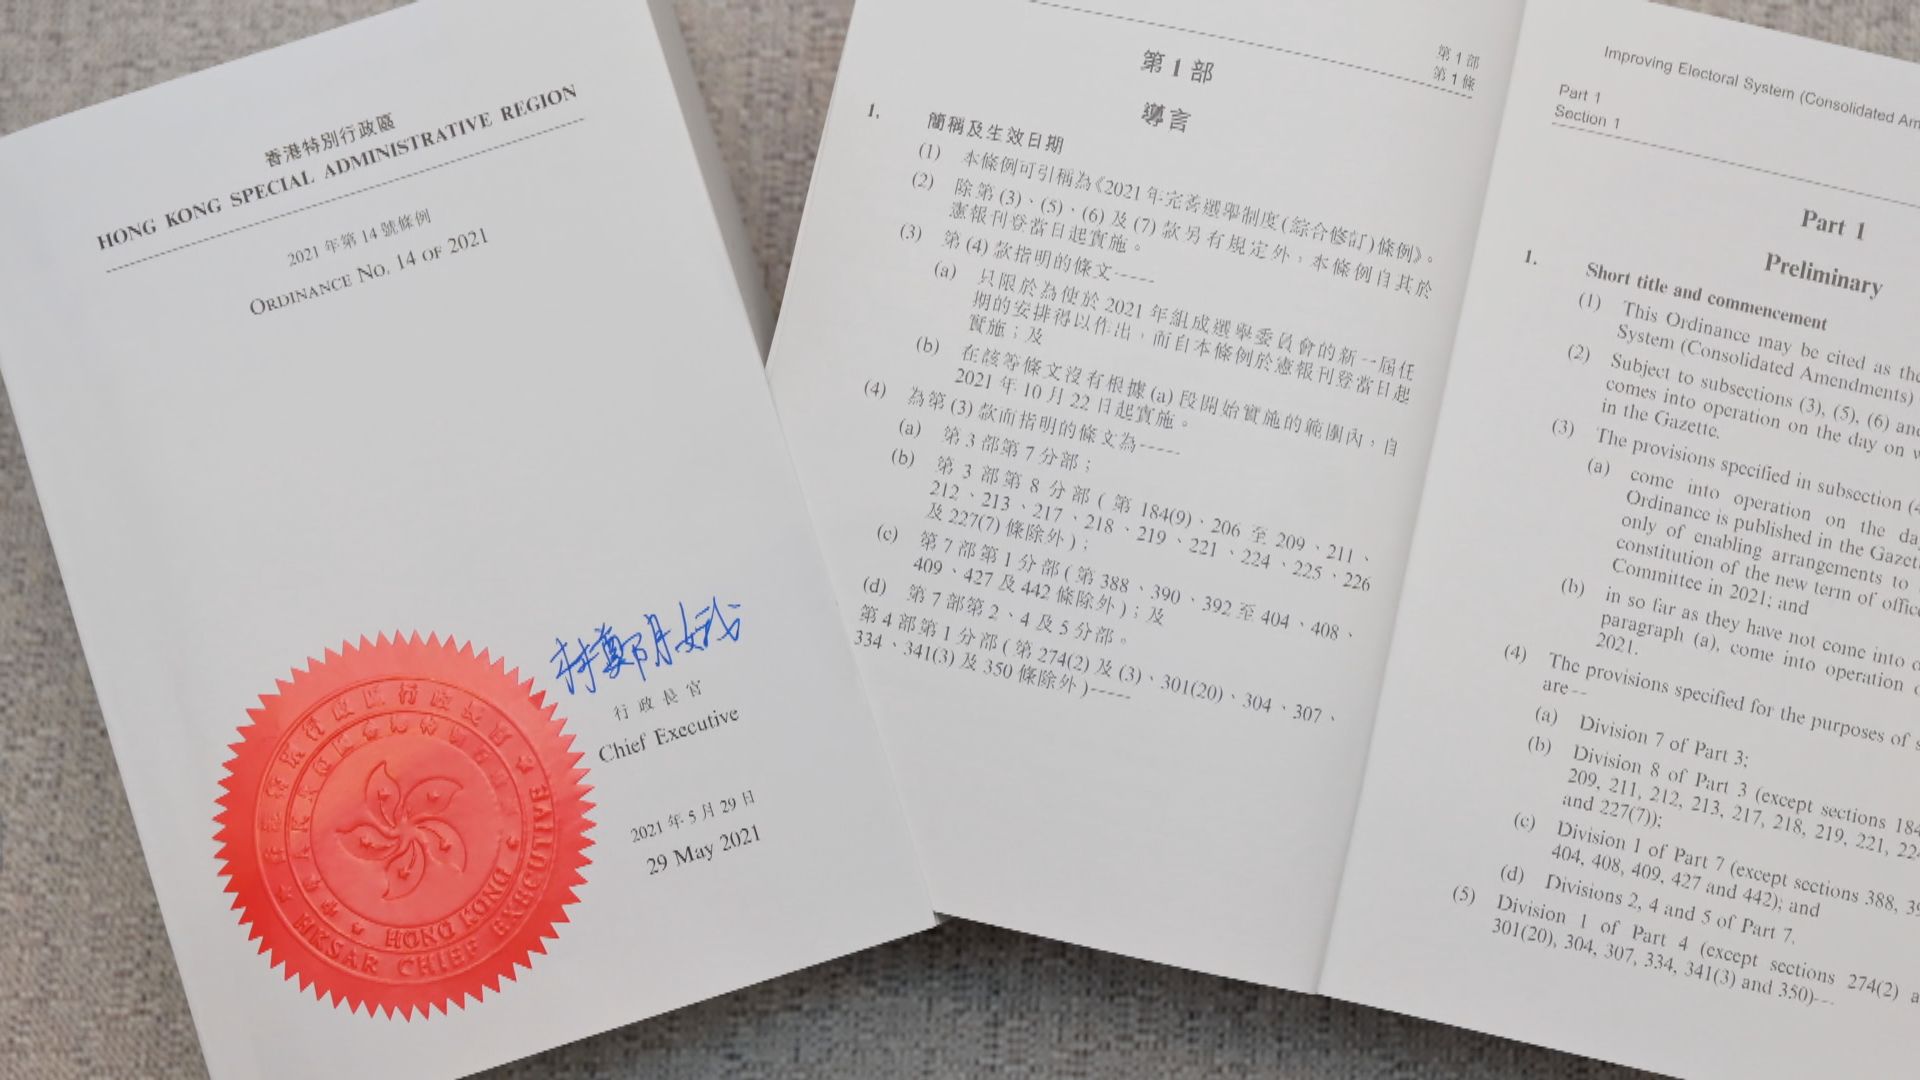 香港特別行政區
HONG KONG SPECIAL ADMINISTRATIVE REGION
2021 年第 14 號條例
ORDINANCE NO. 14 OF 2021
林鄭月娥
行政長官
Chief Executive
2021 年 5 月 29 日
29 May 2021
HONG KONG
HKSAR CHIEF EXECUTIVE
第 1 部
第 1 條
第 1 部
導言
1. 簡稱及生效日期
(1) 本條例可引稱為《2021 年完善選舉制度(綜合修訂)條例》。
(2) 除第 (3)、(5)、(6) 及 (7) 款另有規定外,本條例自其於
憲報刊登當日起實施。
(3) 第 (4) 款指明的條文-----
(a) 只限於為使於 2021 年組成選舉委員會的新一屆任
期的安排得以作出,而自本條例於憲報刊登當日起
實施;及
(b) 在該等條文沒有根據 (a) 段開始實施的範圍內,自
2021 年 10 月 22 日起實施。
(4) 為第 (3) 款而指明的條文為-----
(a) 第 3 部第 7 分部;
(b) 第 3 部第 8 分部 ( 第 184(9)、206 至 209、211、
212、213、217、218、219、221、224、225、226
及 227(7) 條除外 );
(c) 第 7 部第 1 分部 ( 第 388、390、392 至 404、408、
409、427 及 442 條除外 );及
(d) 第 7 部第 2、4 及 5 分部。
第 4 部第 1 分部 ( 第 274(2) 及 (3)、301(20)、304、307、
334、341(3) 及 350 條除外 )-----
Improving Electoral System (Consolidated
Part 1
Section 1
Part 1
Preliminary
1. Short title and commencement
(1) This Ordinance may be cited as the
System (Consolidated Amendments)
(2) Subject to subsections (3), (5), (6) and
comes into operation on the day on
in the Gazette.
(3) The provisions specified in subsection
(a) come into operation on the
Ordinance is published in the
only of enabling arrangements to
constitution of the new term of
Committee in 2021; and
(b) in so far as they have not come into
paragraph (a), come into operation
2021.
(4) The provisions specified for the purposes of
are--
(a) Division 7 of Part 3;
(b) Division 8 of Part 3 (except sections
209, 211, 212, 213, 217, 218, 219, 221,
and 227(7));
(c) Division 1 of Part 7 (except sections 388,
404, 408, 409, 427 and 442); and
(d) Divisions 2, 4 and 5 of Part 7.
(5) Division 1 of Part 4 (except sections 274(2)
301(20), 304, 307, 334, 341(3) and 350)---